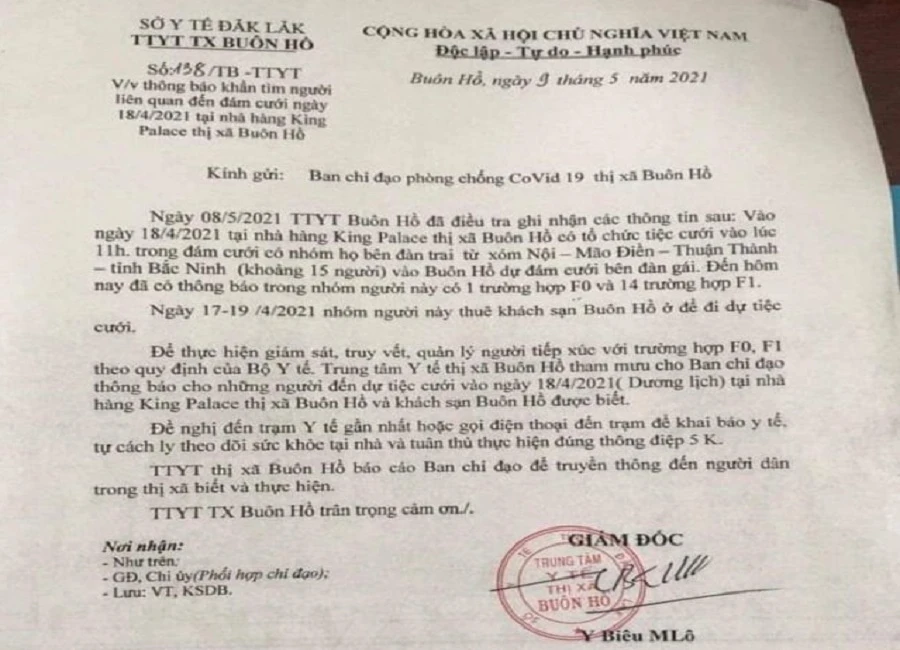 SỞ Y TẾ ĐẮK LẮK
TTYT TX BUÔN HỒ
Số:138/TB -TTYT
V/v thông báo khẩn tìm người
liên quan đến đám cưới ngày
18/4/2021 tại nhà hàng King
Palace thị xã Buôn Hồ
CỘNG HÒA XÃ HỘI CHỦ NGHĨA VIỆT NAM
Độc lập - Tự do - Hạnh phúc
Buôn Hồ, ngày 9 tháng 5 năm 2021
Kính gửi: Ban chỉ đạo phòng chống CoVid 19 thị xã Buôn Hồ
Ngày 08/5/2021 TTYT Buôn Hồ đã điều tra ghi nhận các thông tin sau: Vào
ngày 18/4/2021 tại nhà hàng King Palace thị xã Buôn Hồ có tổ chức tiệc cưới vào lúc
11h. trong đám cưới có nhóm họ bên đàn trai từ xóm Nội – Mão Điền – Thuận Thành
– tỉnh Bắc Ninh (khoảng 15 người) vào Buôn Hồ dự đám cưới bên đàn gái. Đến hôm
nay đã có thông báo trong nhóm người này có 1 trường hợp F0 và 14 trường hợp F1.
Ngày 17-19 /4/2021 nhóm người này thuê khách sạn Buôn Hồ ở để đi dự tiệc
cưới.
Để thực hiện giám sát, truy vết, quản lý người tiếp xúc với trường hợp F0, F1
theo quy định của Bộ Y tế. Trung tâm Y tế thị xã Buôn Hồ tham mưu cho Ban chỉ đạo
thông báo cho những người đến dự tiệc cưới vào ngày 18/4/2021( Dương lịch) tại nhà
hàng King Palace thị xã Buôn Hồ và khách sạn Buôn Hồ được biết.
Đề nghị đến trạm Y tế gần nhất hoặc gọi điện thoại đến trạm để khai báo y tế,
tự cách ly theo dõi sức khỏe tại nhà và tuân thủ thực hiện đúng thông điệp 5 K.
TTYT thị xã Buôn Hồ báo cáo Ban chỉ đạo để truyền thông đến người dân
trong thị xã biết và thực hiện.
TTYT TX Buôn Hồ trân trọng cảm ơn./.
Nơi nhận:
- Như trên;
- GĐ, Chi ủy(Phối hợp chỉ đạo);
- Lưu: VT, KSDB.
GIÁM ĐỐC
TRUNG TÂM
Y TẾ
THỊ XÃ
BUÔN HỒ
Y Biêu MLô